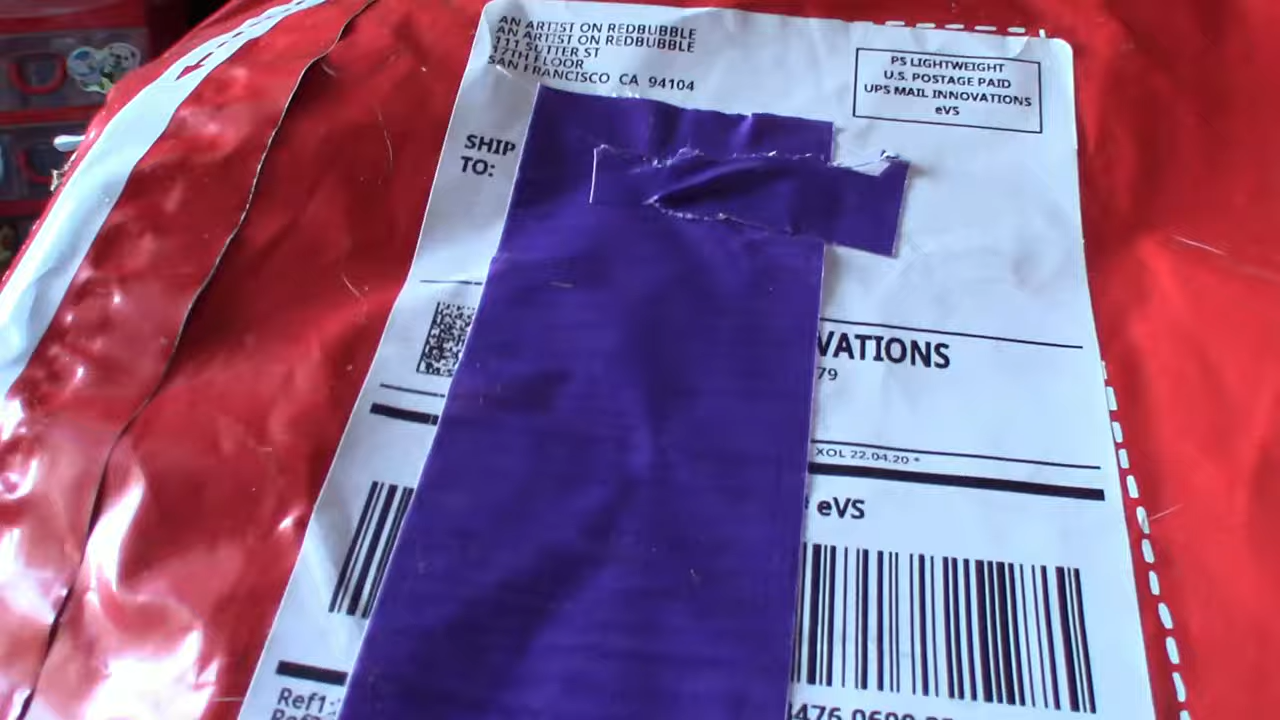 AN ARTIST ON REDBUBBLE
AN ARTIST ON REDBUBBLE
111 SUTTER ST
17TH FLOOR
SAN FRANCISCO CA 94104
PS LIGHTWEIGHT
U.S. POSTAGE PAID
UPS MAIL INNOVATIONS
eVS
SHIP
TO:
VATIONS
79
XOL 22.04.20 *
eVS
Ref1: